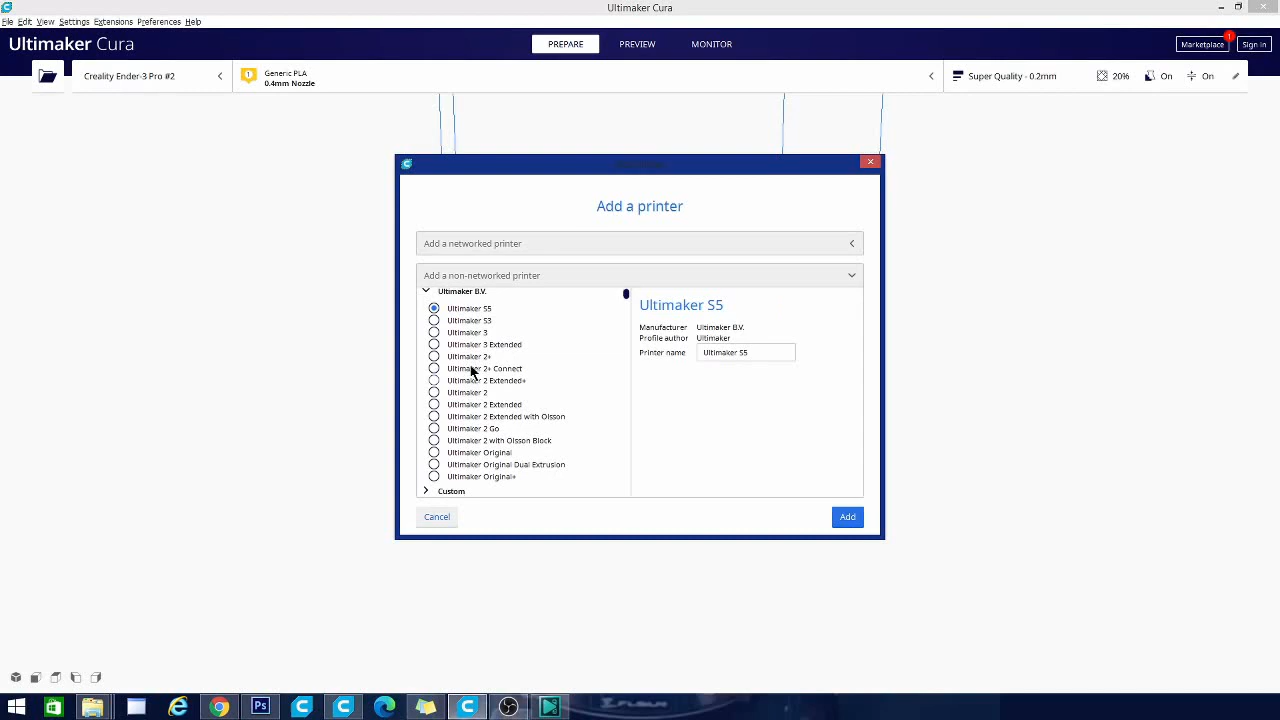 Ultimaker Cura
File Edit View Settings Extensions Preferences Help
Ultimaker Cura
PREPARE PREVIEW MONITOR
Marketplace 1 Sign in
Creality Ender-3 Pro #2
1 Generic PLA
0.4mm Nozzle
Super Quality - 0.2mm 20% On On
Add a printer
Add a networked printer
Add a non-networked printer
Ultimaker B.V.
Ultimaker S5
Ultimaker S3
Ultimaker 3
Ultimaker 3 Extended
Ultimaker 2+
Ultimaker 2+ Connect
Ultimaker 2 Extended+
Ultimaker 2
Ultimaker 2 Extended
Ultimaker 2 Extended with Olsson
Ultimaker 2 Go
Ultimaker 2 with Olsson Block
Ultimaker Original
Ultimaker Original Dual Extrusion
Ultimaker Original+
Custom
Ultimaker S5
Manufacturer Ultimaker B.V.
Profile author Ultimaker
Printer name Ultimaker S5
Cancel Add
Ps